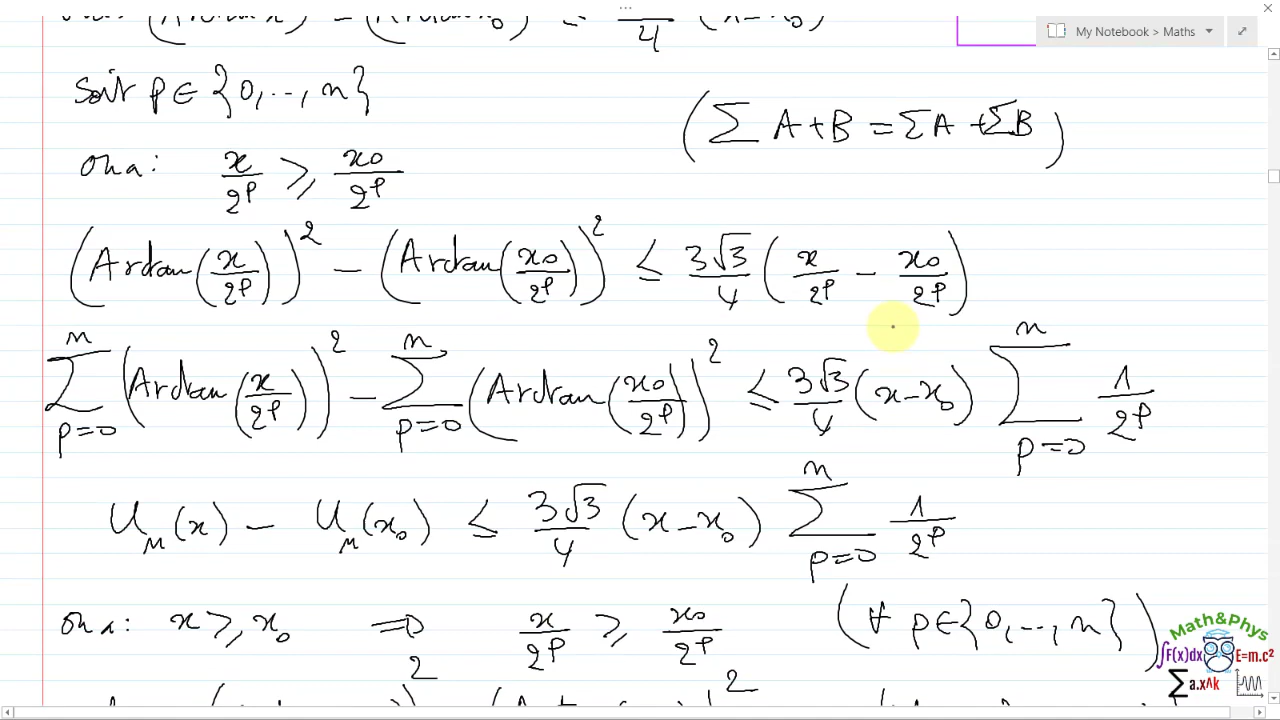 My Notebook > Maths
Soit p ∈ {0, .., n}
(∑ A+B = ∑A + ∑B)
on a : x/2^p ≥ x0/2^p
(Arctan(x/2^p))^2 − (Arctan(x0/2^p))^2 ≤ 3√3/4 (x/2^p − x0/2^p)
∑_{p=0}^{n} (Arctan(x/2^p))^2 − ∑_{p=0}^{n} (Arctan(x0/2^p))^2 ≤ 3√3/4 (x−x0) ∑_{p=0}^{n} 1/2^p
U_n(x) − U_n(x0) ≤ 3√3/4 (x−x0) ∑_{p=0}^{n} 1/2^p
on a : x ≥ x0 ⟹ x/2^p ≥ x0/2^p (∀ p∈{0, .., n})
Math&Phys
∫F(x)dx E=m.c²
∑ a.x∧k